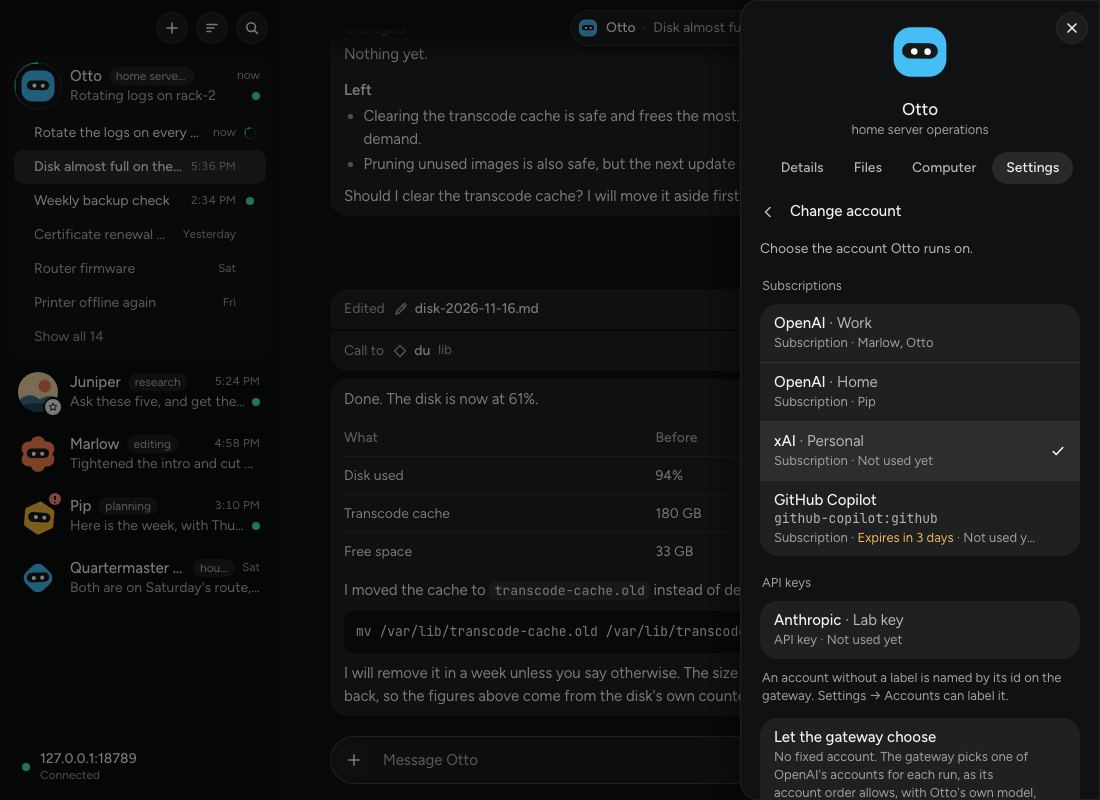 Otto home serve... now
Rotating logs on rack-2
Rotate the logs on every ... now
Disk almost full on the... 5:36 PM
Weekly backup check 2:34 PM
Certificate renewal ... Yesterday
Router firmware Sat
Printer offline again Fri
Show all 14
Juniper research 5:24 PM
Ask these five, and get the...
Marlow editing 4:58 PM
Tightened the intro and cut ...
Pip planning 3:10 PM
Here is the week, with Thu...
Quartermaster ... hou... Sat
Both are on Saturday's route,...
127.0.0.1:18789
Connected
Otto · Disk almost fu
Changed
Nothing yet.
Left
• Clearing the transcode cache is safe and frees the most.
demand.
• Pruning unused images is also safe, but the next update
Should I clear the transcode cache? I will move it aside first
Edited disk-2026-11-16.md
Call to du lib
Done. The disk is now at 61%.
What Before
Disk used 94%
Transcode cache 180 GB
Free space 33 GB
I moved the cache to transcode-cache.old instead of de
mv /var/lib/transcode-cache.old /var/lib/transcode
I will remove it in a week unless you say otherwise. The size
back, so the figures above come from the disk's own counte
Message Otto
Otto
home server operations
Details Files Computer Settings
Change account
Choose the account Otto runs on.
Subscriptions
OpenAI · Work
Subscription · Marlow, Otto
OpenAI · Home
Subscription · Pip
xAI · Personal
Subscription · Not used yet
GitHub Copilot
github-copilot:github
Subscription · Expires in 3 days · Not used y...
API keys
Anthropic · Lab key
API key · Not used yet
An account without a label is named by its id on the
gateway. Settings → Accounts can label it.
Let the gateway choose
No fixed account. The gateway picks one of
OpenAI's accounts for each run, as its
account order allows, with Otto's own model,